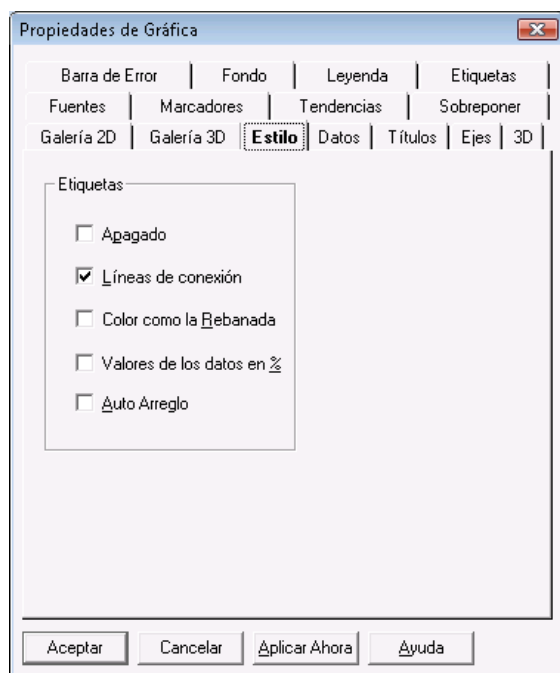 Propiedades de Gráfica
Barra de Error Fondo Leyenda Etiquetas
Fuentes Marcadores Tendencias Sobreponer
Galería 2D Galería 3D Estilo Datos Títulos Ejes 3D
Etiquetas
Apagado
Líneas de conexión
Color como la Rebanada
Valores de los datos en %
Auto Arreglo
Aceptar Cancelar Aplicar Ahora Ayuda